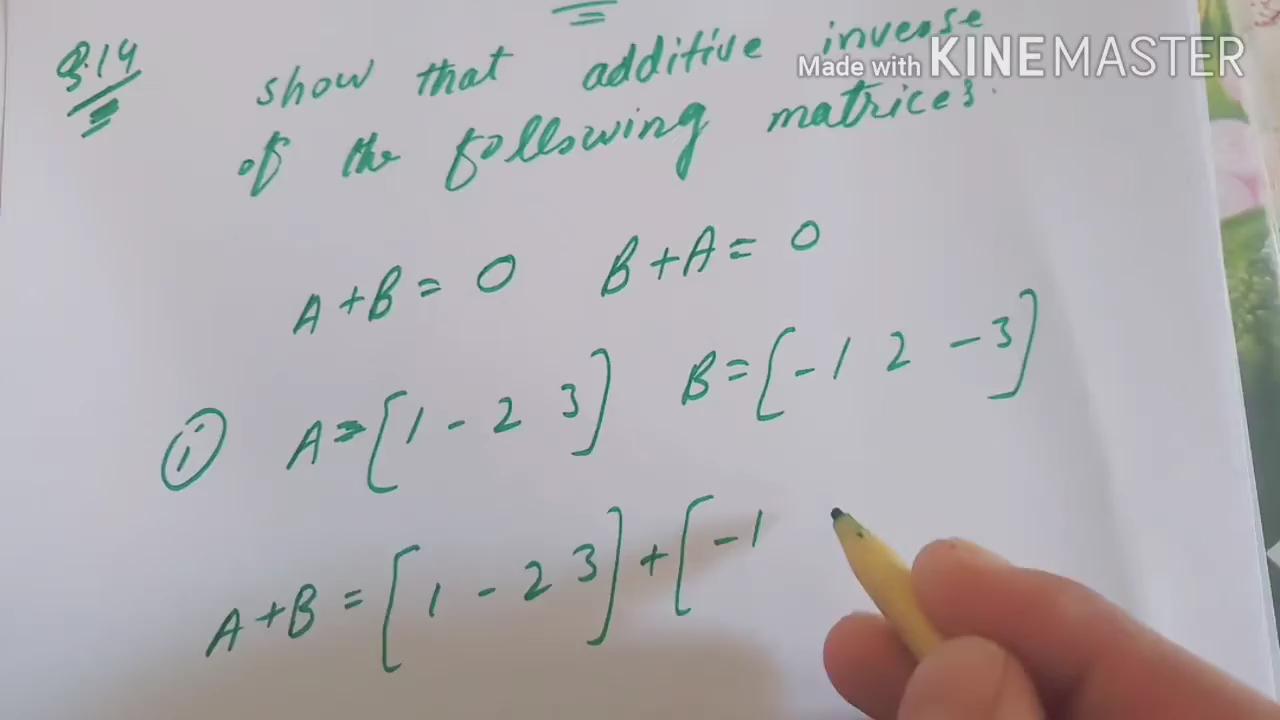 Made with KINEMASTER
Q.14 show that additive inverse
of the following matrices.
A+B= 0 B+A= 0
i A=[1 -2 3] B=[-1 2 -3]
A+B=[1 -2 3]+[-1